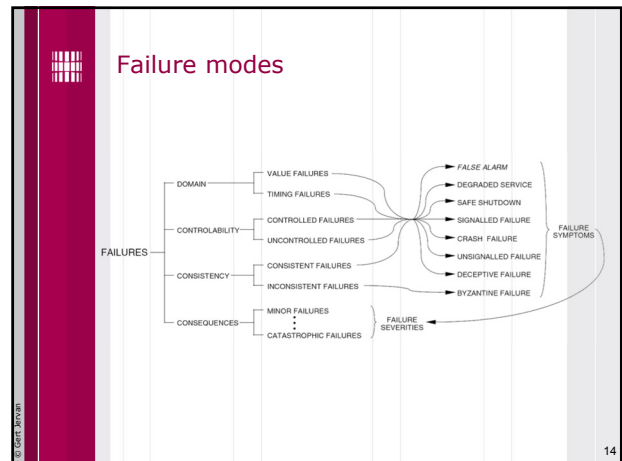 Failure modes
FAILURES
DOMAIN
VALUE FAILURES
TIMING FAILURES
CONTROLABILITY
CONTROLLED FAILURES
UNCONTROLLED FAILURES
CONSISTENCY
CONSISTENT FAILURES
INCONSISTENT FAILURES
CONSEQUENCES
MINOR FAILURES
CATASTROPHIC FAILURES
FAILURE
SEVERITIES
FALSE ALARM
DEGRADED SERVICE
SAFE SHUTDOWN
SIGNALLED FAILURE
CRASH FAILURE
UNSIGNALLED FAILURE
DECEPTIVE FAILURE
BYZANTINE FAILURE
FAILURE
SYMPTOMS
© Gert Jervan
14